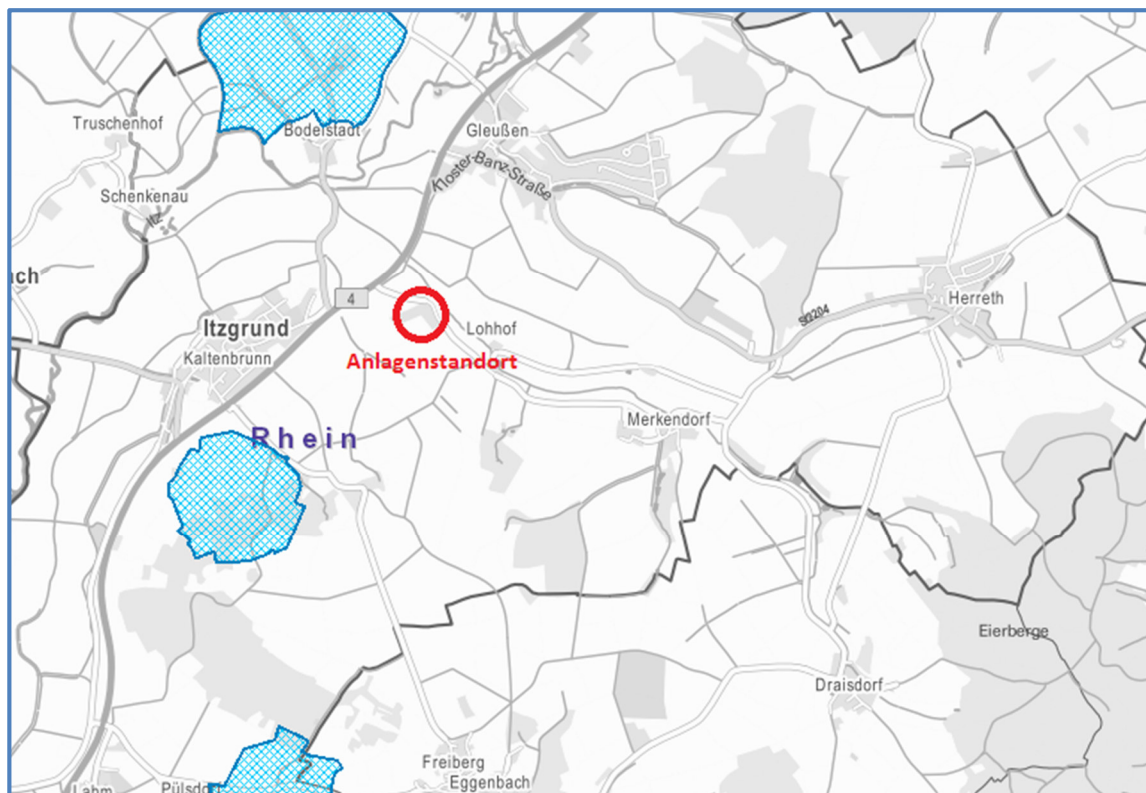 Truschenhof
Bodelstadt
Gleußen
Kloster-Banz-Straße
Schenkenau
Itz
ach
4
Herreth
Itzgrund
Lohhof
St2204
Kaltenbrunn
Anlagenstandort
Merkendorf
Rhein
Eierberge
Draisdorf
Freiberg
Eggenbach
Lahm
Pülsdo